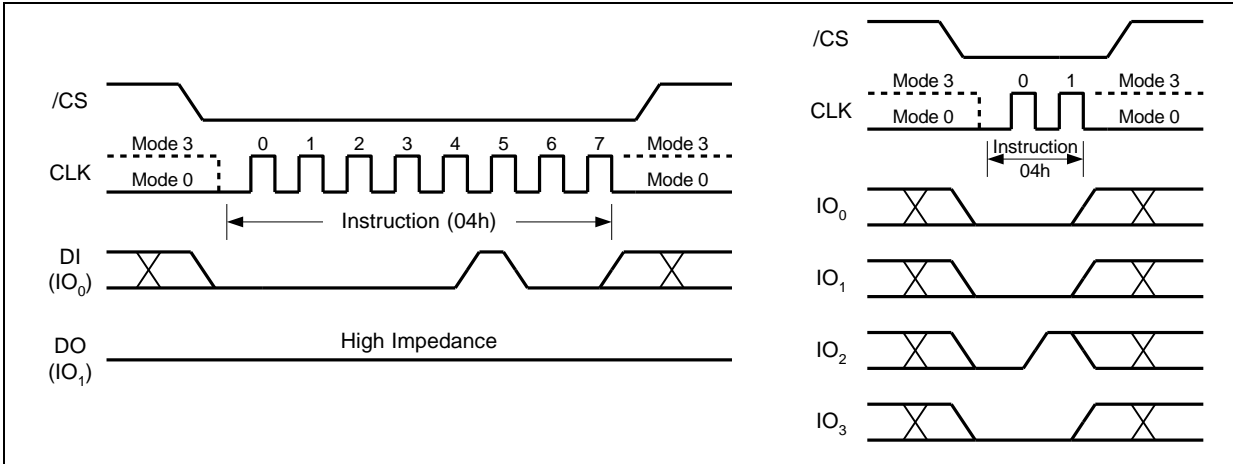 /CS
Mode 3 0 1 2 3 4 5 6 7 Mode 3
CLK
Mode 0 Mode 0
Instruction (04h)
DI
(IO0)
High Impedance
DO
(IO1)
/CS
Mode 3 0 1 Mode 3
CLK
Mode 0 Mode 0
Instruction
04h
IO0
IO1
IO2
IO3